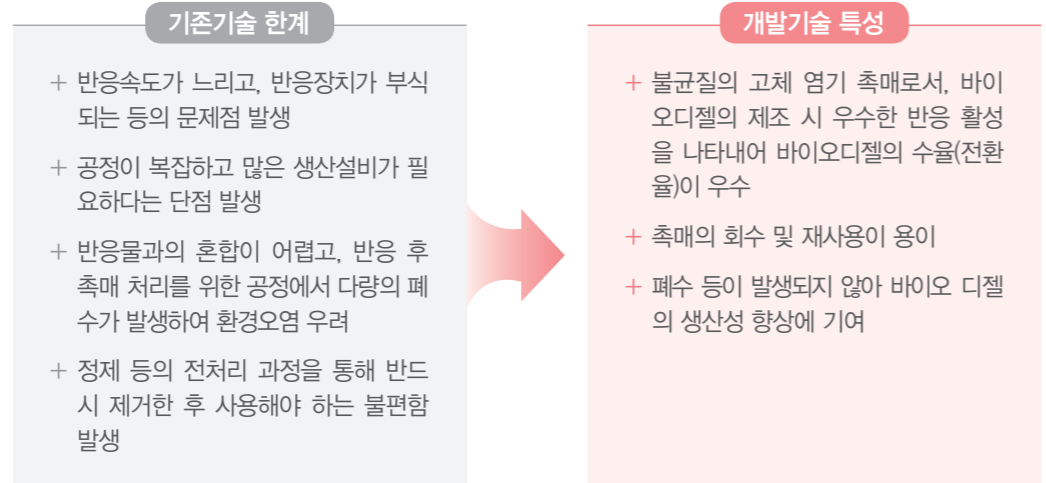 기존기술 한계
+ 반응속도가 느리고, 반응장치가 부식
되는 등의 문제점 발생
+ 공정이 복잡하고 많은 생산설비가 필
요하다는 단점 발생
+ 반응물과의 혼합이 어렵고, 반응 후
촉매 처리를 위한 공정에서 다량의 폐
수가 발생하여 환경오염 우려
+ 정제 등의 전처리 과정을 통해 반드
시 제거한 후 사용해야 하는 불편함
발생
개발기술 특성
+ 불균질의 고체 염기 촉매로서, 바이
오디젤의 제조 시 우수한 반응 활성
을 나타내어 바이오디젤의 수율(전환
율)이 우수
+ 촉매의 회수 및 재사용이 용이
+ 폐수 등이 발생되지 않아 바이오 디젤
의 생산성 향상에 기여